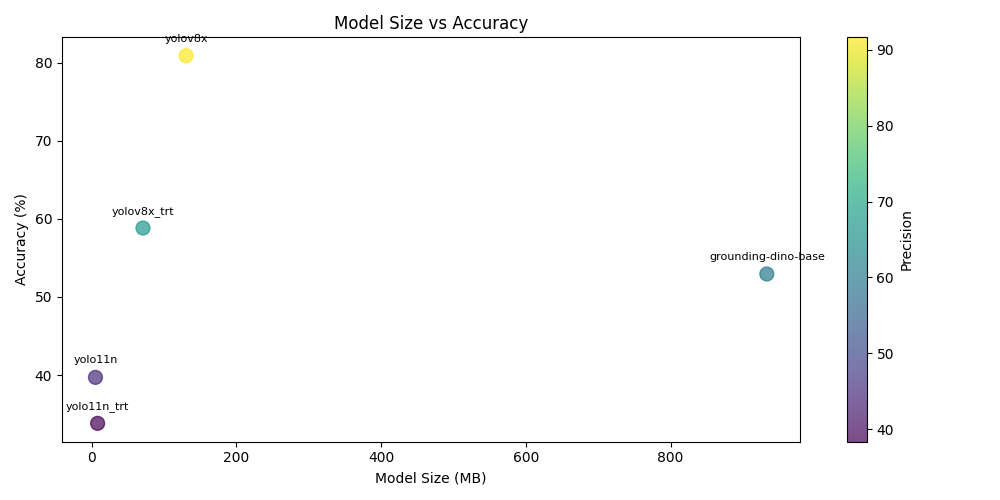 Model Size vs Accuracy
yolov8x
yolov8x_trt
grounding-dino-base
yolo11n
yolo11n_trt
Accuracy (%)
80
70
60
50
40
0 200 400 600 800
Model Size (MB)
90
80
70
60
50
40
Precision